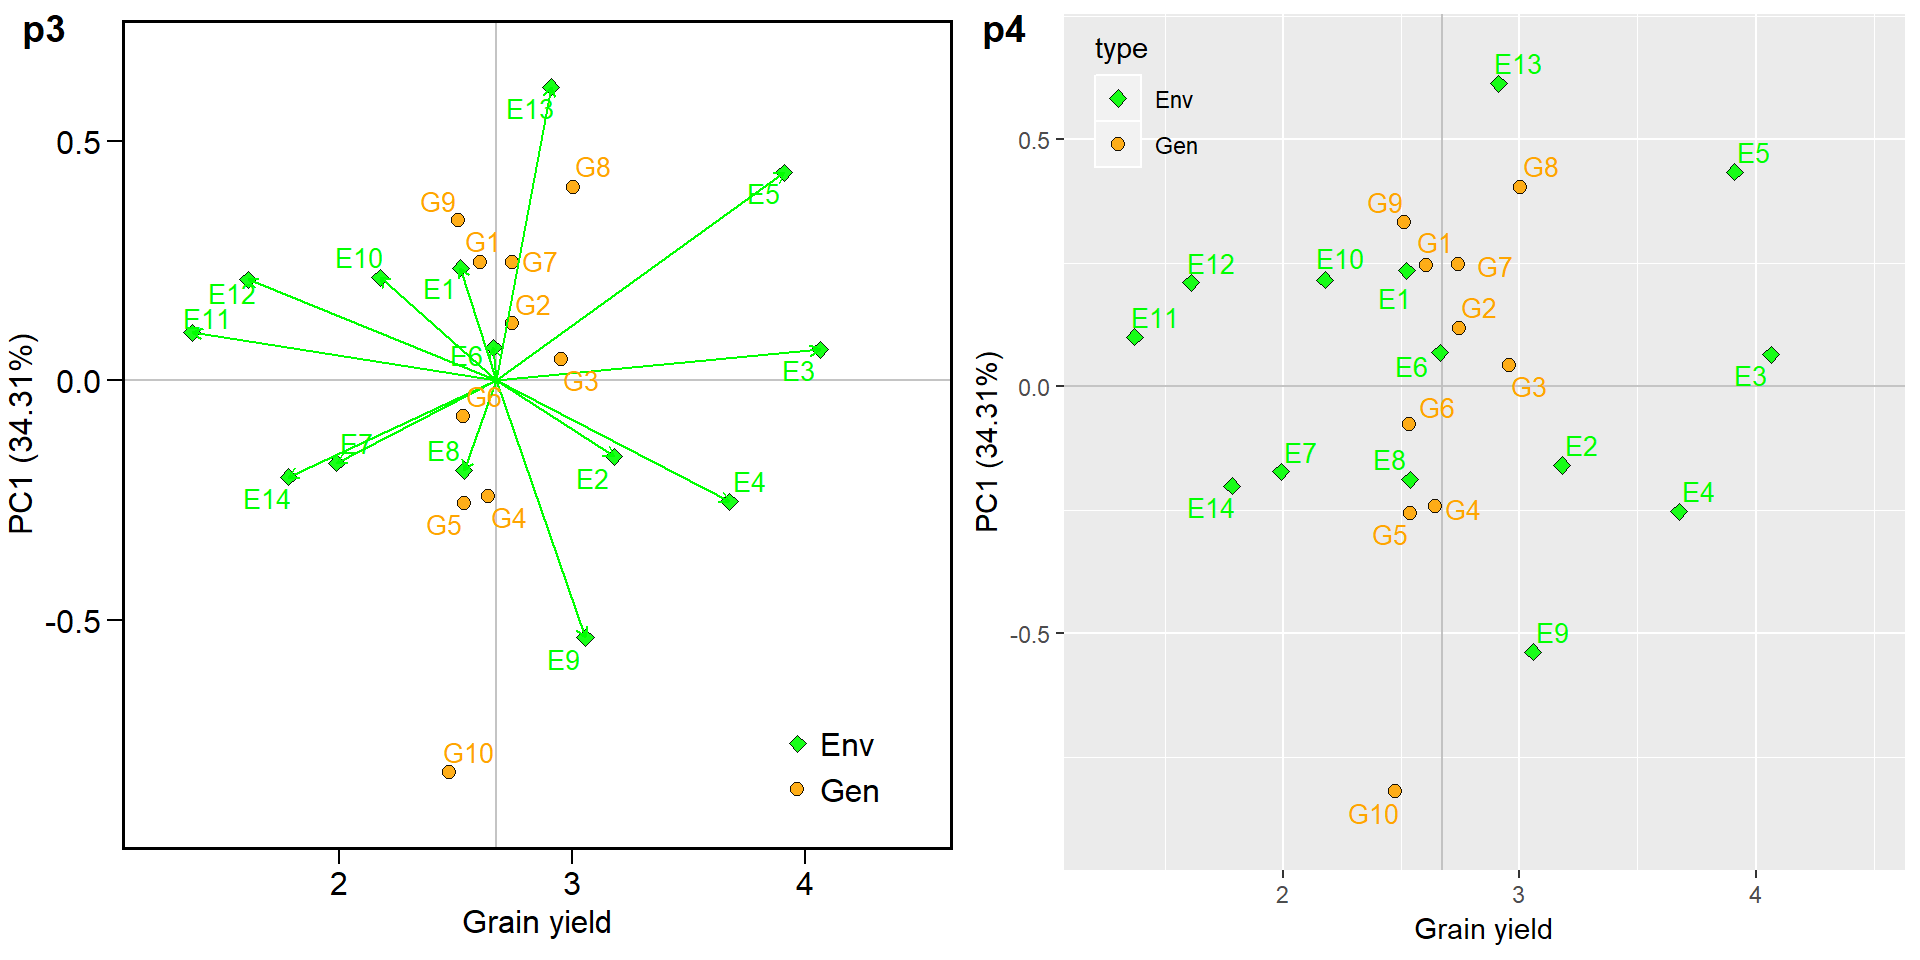 p3
E13
0.5
G8
E5
G9
G1
E10
G7
E1
E12
G2
E11
E6
PC1 (34.31%)
0.0
E3
G3
G6
E7
E8
E2
E4
E14
G4
G5
-0.5
E9
G10
Env
Gen
2
3
4
Grain yield
p4
type
Env
Gen
E13
0.5
E5
G8
G9
G1
E12
E10
G7
E1
G2
E11
E6
E3
PC1 (34.31%)
0.0
G3
G6
E2
E7
E8
E4
E14
G4
G5
-0.5
E9
G10
2
3
4
Grain yield